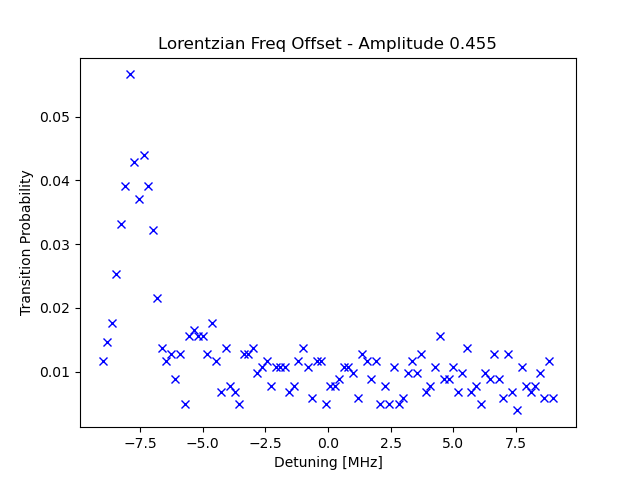 Lorentzian Freq Offset - Amplitude 0.455
Transition Probability
0.05
0.04
0.03
0.02
0.01
−7.5 −5.0 −2.5 0.0 2.5 5.0 7.5
Detuning [MHz]